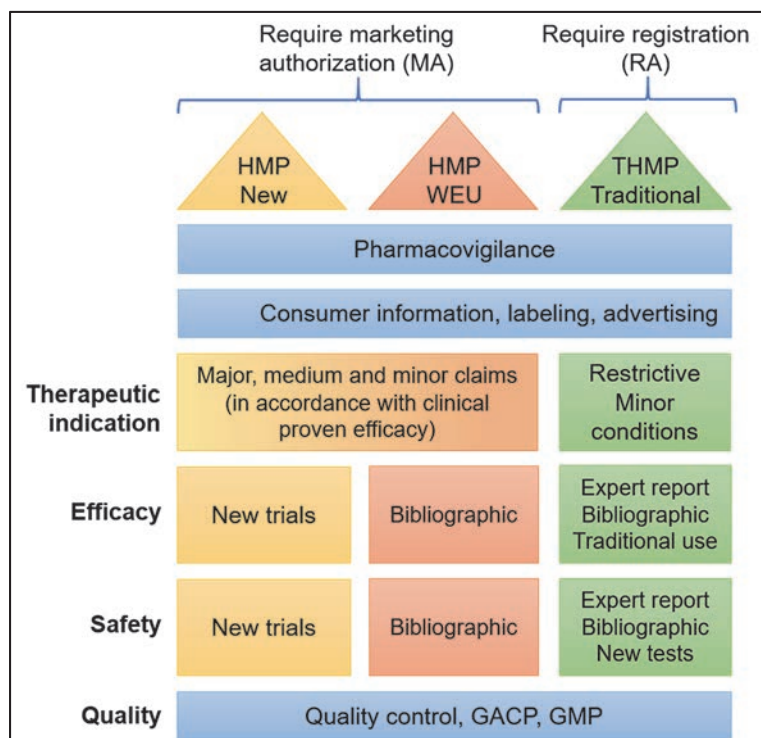 Require marketing
authorization (MA)
Require registration
(RA)
HMP
New
HMP
WEU
THMP
Traditional
Pharmacovigilance
Consumer information, labeling, advertising
Therapeutic
indication
Major, medium and minor claims
(in accordance with clinical
proven efficacy)
Restrictive
Minor
conditions
Efficacy
New trials
Bibliographic
Expert report
Bibliographic
Traditional use
Safety
New trials
Bibliographic
Expert report
Bibliographic
New tests
Quality
Quality control, GACP, GMP